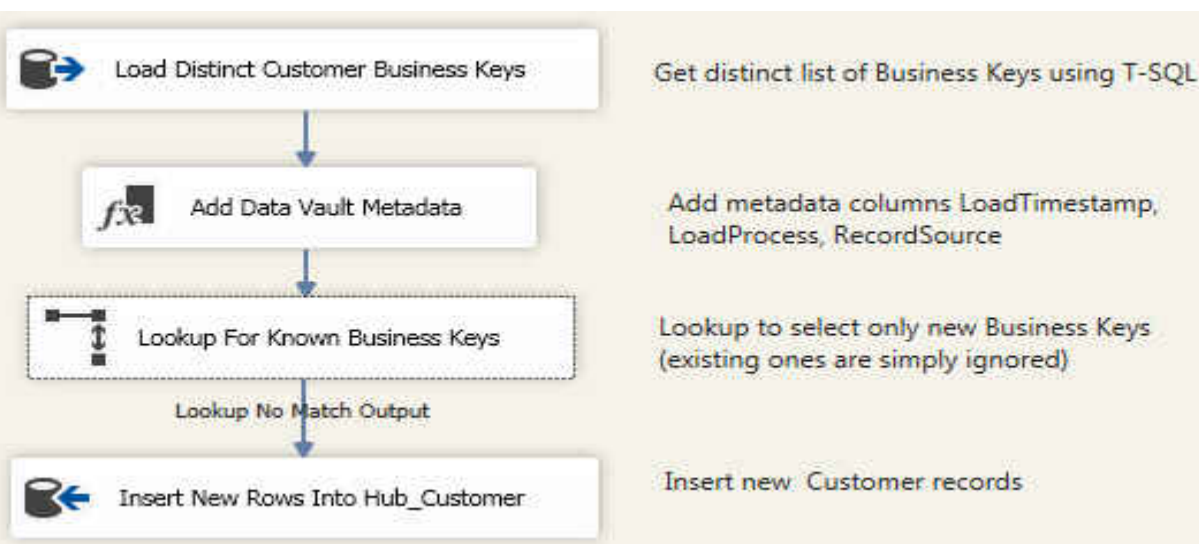 Load Distinct Customer Business Keys
Get distinct list of Business Keys using T-SQL
Add Data Vault Metadata
Add metadata columns LoadTimestamp,
LoadProcess, RecordSource
Lookup For Known Business Keys
Lookup to select only new Business Keys
(existing ones are simply ignored)
Lookup No Match Output
Insert New Rows Into Hub_Customer
Insert new Customer records